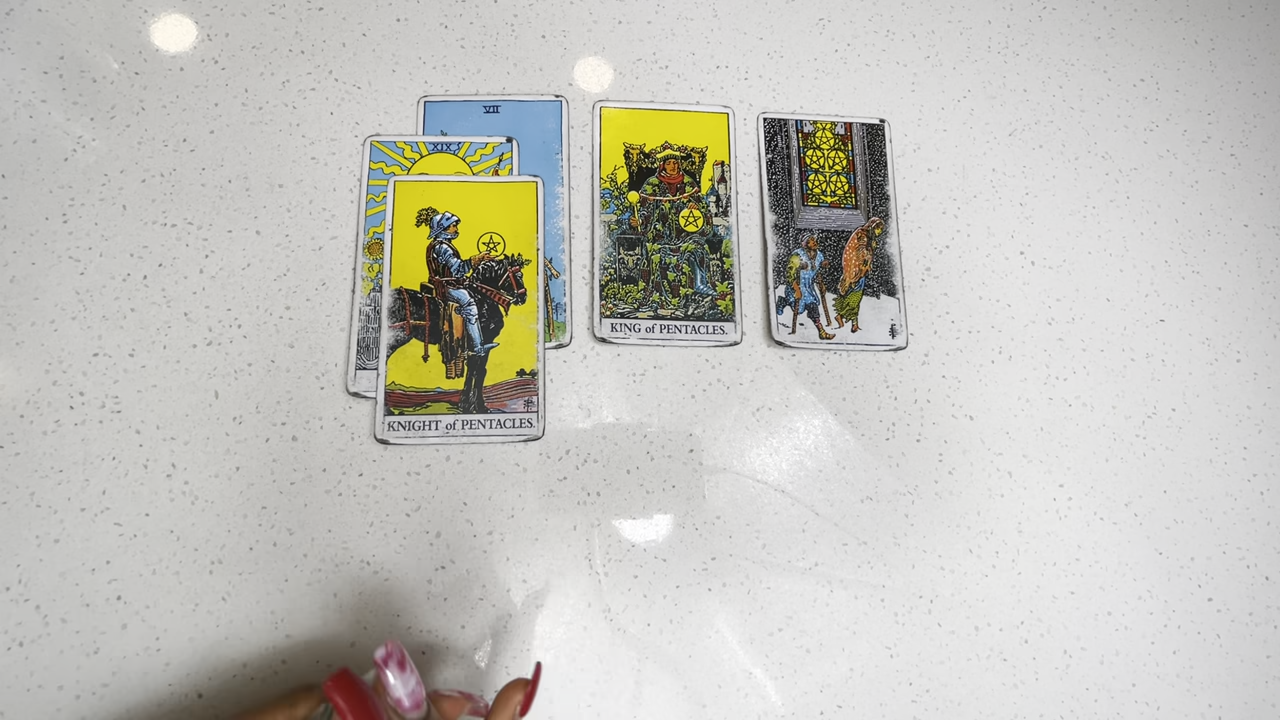 VII
XIX
KNIGHT of PENTACLES.
KING of PENTACLES.